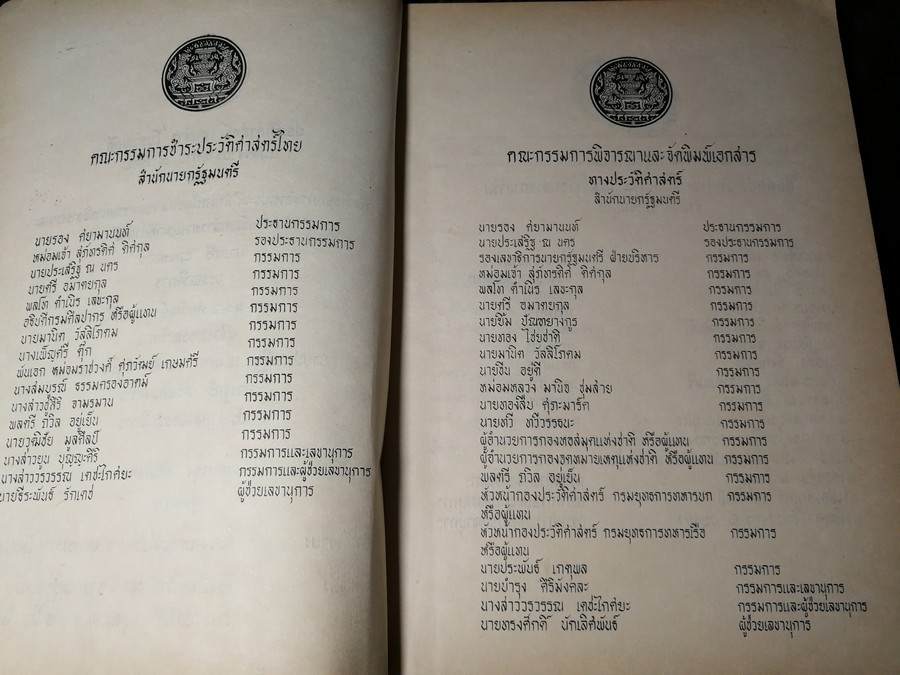 คณะกรรมการชำระประวัติศาสตร์ไทย
สำนักนายกรัฐมนตรี
นายรอง ศยามานนท์ ประธานกรรมการ
หม่อมเจ้า สุภัทรดิศ ดิศกุล รองประธานกรรมการ
นายประเสริฐ ณ นคร กรรมการ
นายศรี อมาตยกุล กรรมการ
พลโท ดำเนิร เลขะกุล กรรมการ
อธิบดีกรมศิลปากร หรือผู้แทน กรรมการ
นายมานิต วัลลิโภดม กรรมการ
นางเพ็ญศรี ดุ๊ก กรรมการ
พันเอก หม่อมราชวงศ์ ศุภวัฒย์ เกษมศรี กรรมการ
นางสมบูรณ์ ธรรมครองอาตม์ กรรมการ
นางสาวชูสิริ จามรมาน กรรมการ
พลตรี ถวิล อยู่เย็น กรรมการ
นายวุฒิชัย มูลศิลป์ กรรมการ
นางสาวยูน บุญญะศิริ กรรมการและเลขานุการ
นางสาววรวรรณ เดชะไกศยะ กรรมการและผู้ช่วยเลขานุการ
นายธีระพันธ์ รักเดช ผู้ช่วยเลขานุการ
คณะกรรมการพิจารณาและจัดพิมพ์เอกสาร
ทางประวัติศาสตร์
สำนักนายกรัฐมนตรี
นายรอง ศยามานนท์ ประธานกรรมการ
นายประเสริฐ ณ นคร รองประธานกรรมการ
รองเลขาธิการนายกรัฐมนตรี ฝ่ายบริหาร กรรมการ
หม่อมเจ้า สุภัทรดิศ ดิศกุล กรรมการ
พลโท ดำเนิร เลขะกุล กรรมการ
นายศรี อมาตยกุล กรรมการ
นายขิ้ม ปัณฑยางกูร กรรมการ
นายทอง ไชยชาติ กรรมการ
นายมานิต วัลลิโภดม กรรมการ
นายชิน อยู่ดี กรรมการ
หม่อมหลวง มานิจ ชุมสาย กรรมการ
นายทองสืบ ศุภะมาร์ค กรรมการ
นายทวี ทวีวรรธนะ กรรมการ
ผู้อำนวยการกองหอสมุดแห่งชาติ หรือผู้แทน กรรมการ
ผู้อำนวยการกองจดหมายเหตุแห่งชาติ หรือผู้แทน กรรมการ
พลตรี ถวิล อยู่เย็น กรรมการ
หัวหน้ากองประวัติศาสตร์ กรมยุทธการทหารบก กรรมการ
หรือผู้แทน
หัวหน้ากองประวัติศาสตร์ กรมยุทธการทหารเรือ กรรมการ
หรือผู้แทน
นายประพันธ์ เกตุพล กรรมการ
นายบำรุง ศิริมังคละ กรรมการและเลขานุการ
นางสาววรวรรณ เดชะไกศยะ กรรมการและผู้ช่วยเลขานุการ
นายทรงศักดิ์ นักเลิศพันธ์ ผู้ช่วยเลขานุการ